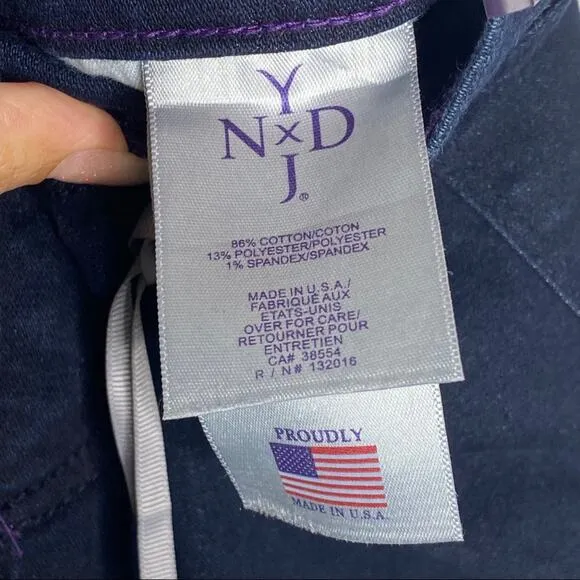 Y
N x D
J®
86% COTTON/COTON
13% POLYESTER/POLYESTER
1% SPANDEX/SPANDEX
MADE IN U.S.A./
FABRIQUÉ AUX
ETATS-UNIS
OVER FOR CARE/
RETOURNER POUR
ENTRETIEN
CA# 38554
R / N# 132016
PROUDLY
MADE IN U.S.A.